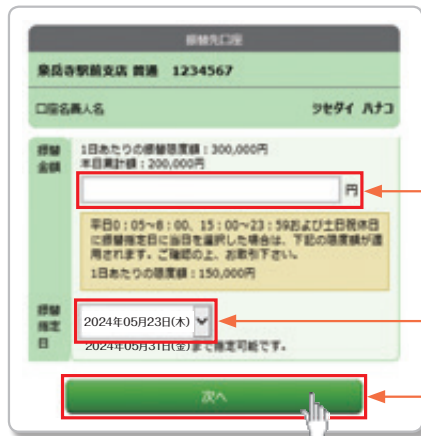 振替先口座
泉岳寺駅前支店 普通 1234567
口座名義人名 シセダイ ハナコ
振替金額
1日あたりの振替限度額：300,000円
本日累計額：200,000円
円
平日0：05～8：00、15：00～23：59および土日祝休日
に振替指定日に当日を選択した場合は、下記の限度額が適
用されます。ご確認の上、お取引下さい。
1日あたりの限度額：150,000円
振替指定日
2024年05月23日(木)
2024年05月31日(金)まで指定可能です。
次へ